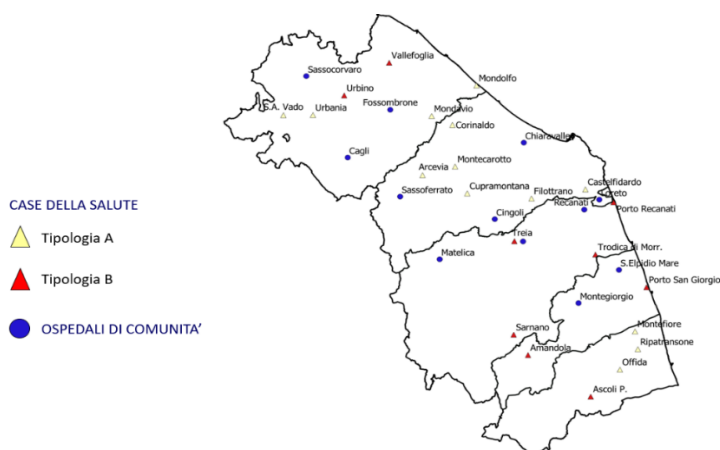 Vallefoglia
Sassocorvaro
Mondolfo
Urbino
S.A. Vado
Urbania
Fossombrone
Mondavio
Corinaldo
Chiaravalle
Cagli
Arcevia
Montecarotto
Sassoferrato
Cupramontana
Filottrano
Castelfidardo
Loreto
Recanati
Porto Recanati
Cingoli
Treia
Matelica
Trodica di Morr.
S.Elpidio Mare
Porto San Giorgio
Montegiorgio
Sarnano
Amandola
Montefiore
Ripatransone
Offida
Ascoli P.
CASE DELLA SALUTE
Tipologia A
Tipologia B
OSPEDALI DI COMUNITA’